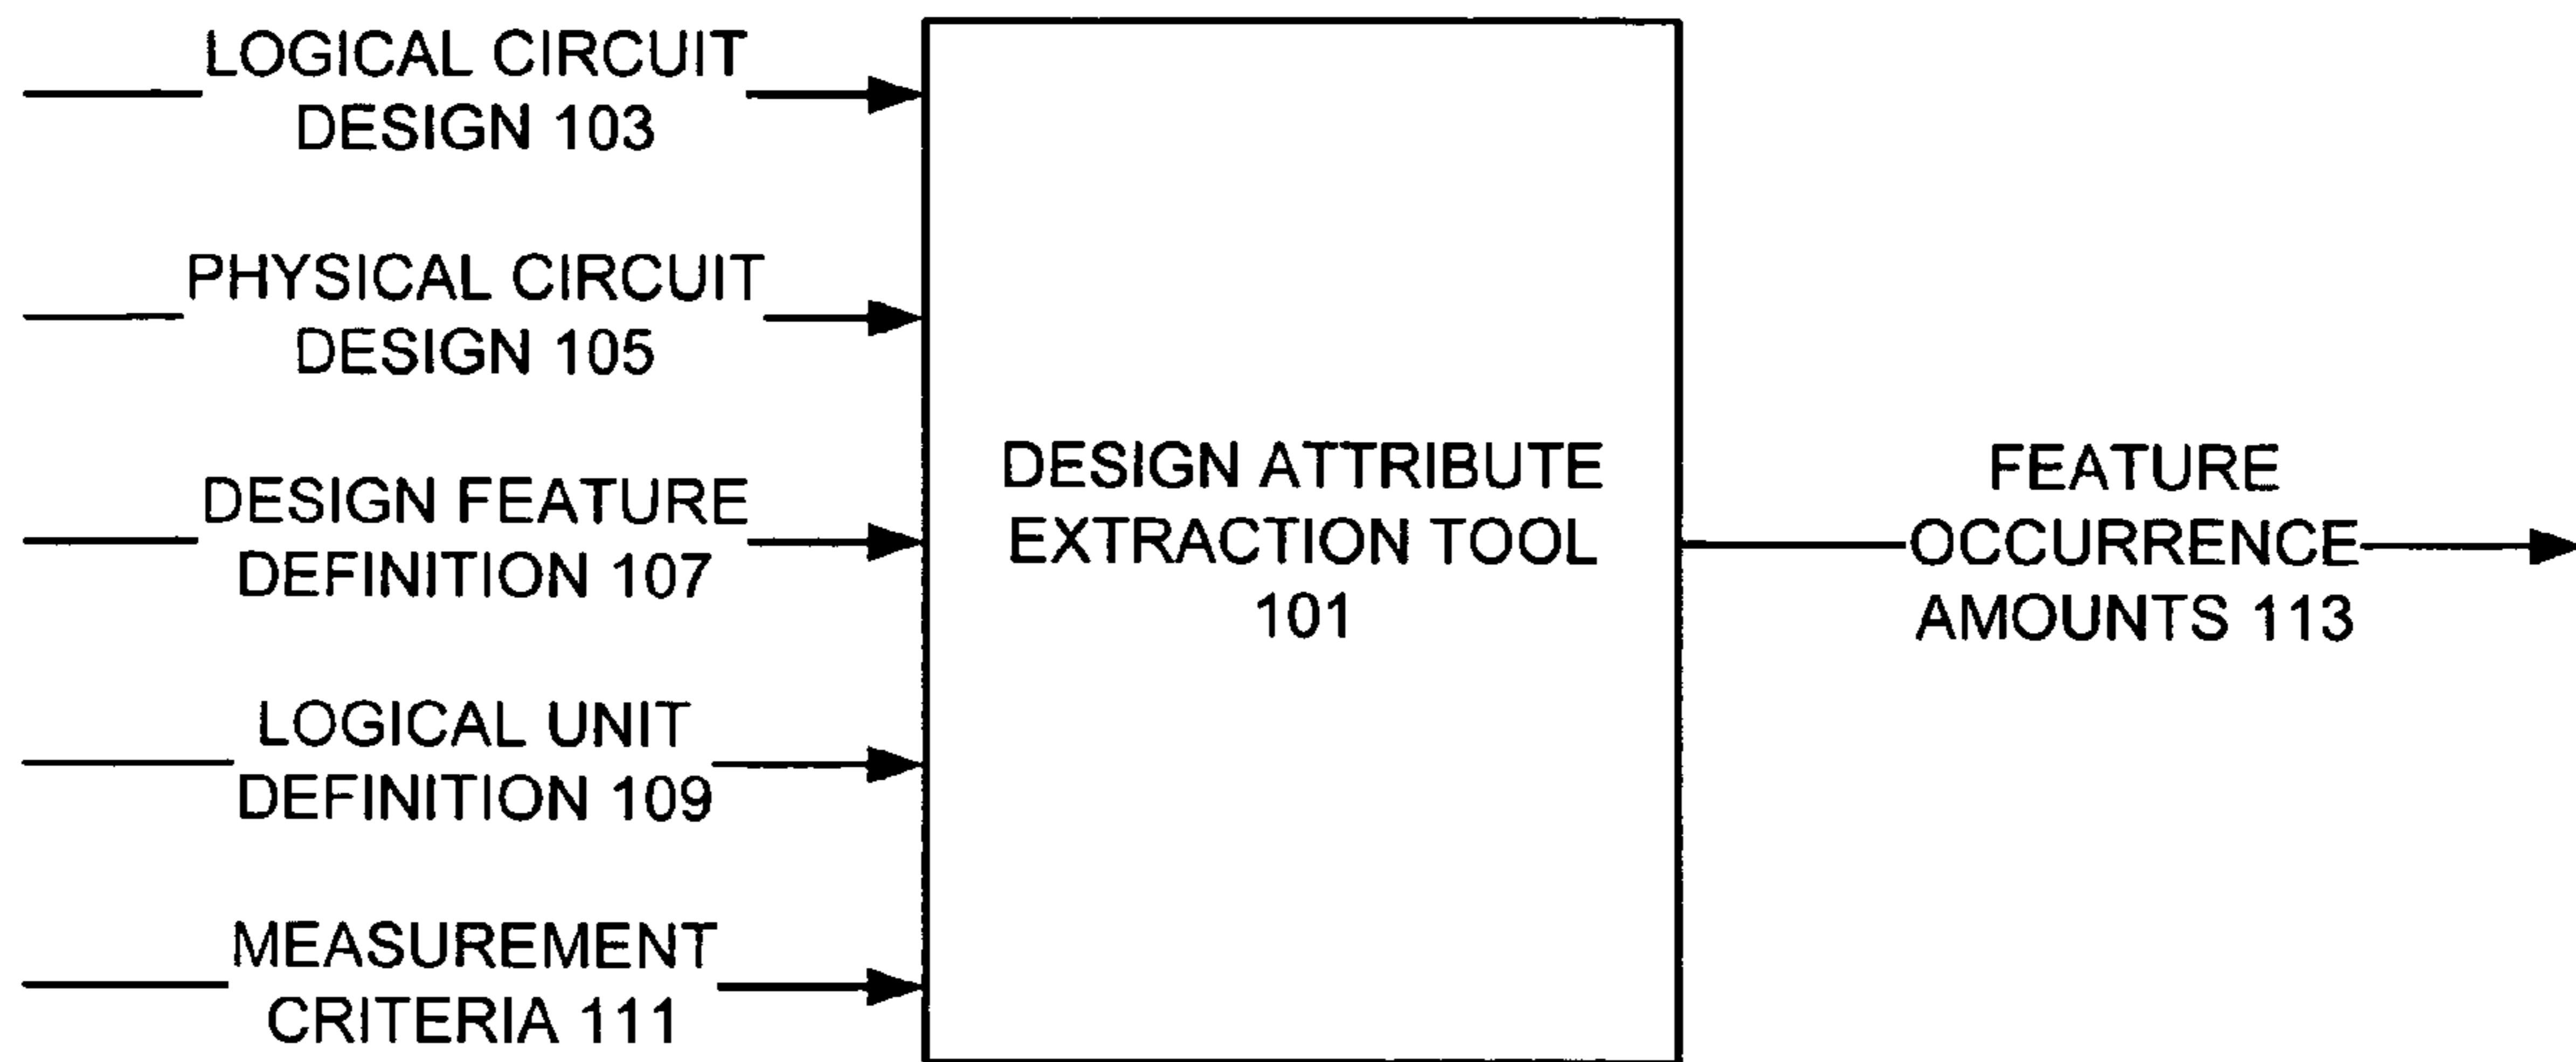 LOGICAL CIRCUIT
DESIGN 103
PHYSICAL CIRCUIT
DESIGN 105
DESIGN FEATURE
DEFINITION 107
LOGICAL UNIT
DEFINITION 109
MEASUREMENT
CRITERIA 111
DESIGN ATTRIBUTE
EXTRACTION TOOL
101
FEATURE
OCCURRENCE
AMOUNTS 113